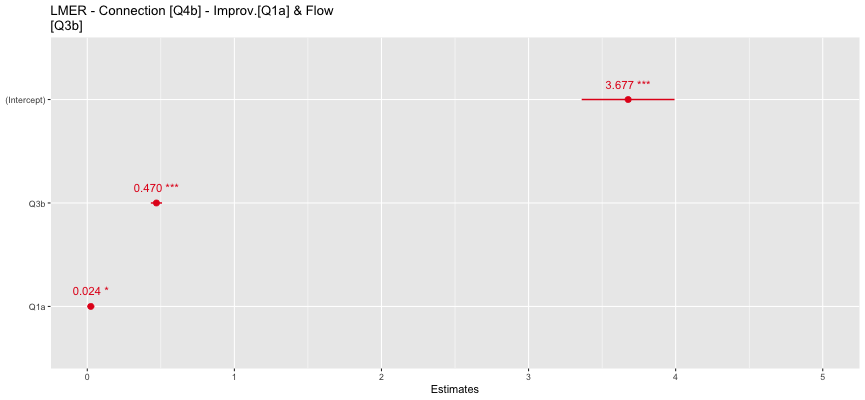 LMER - Connection [Q4b] - Improv.[Q1a] & Flow
[Q3b]
3.677 ***
(Intercept)
0.470 ***
Q3b
0.024 *
Q1a
0 1 2 3 4 5
Estimates